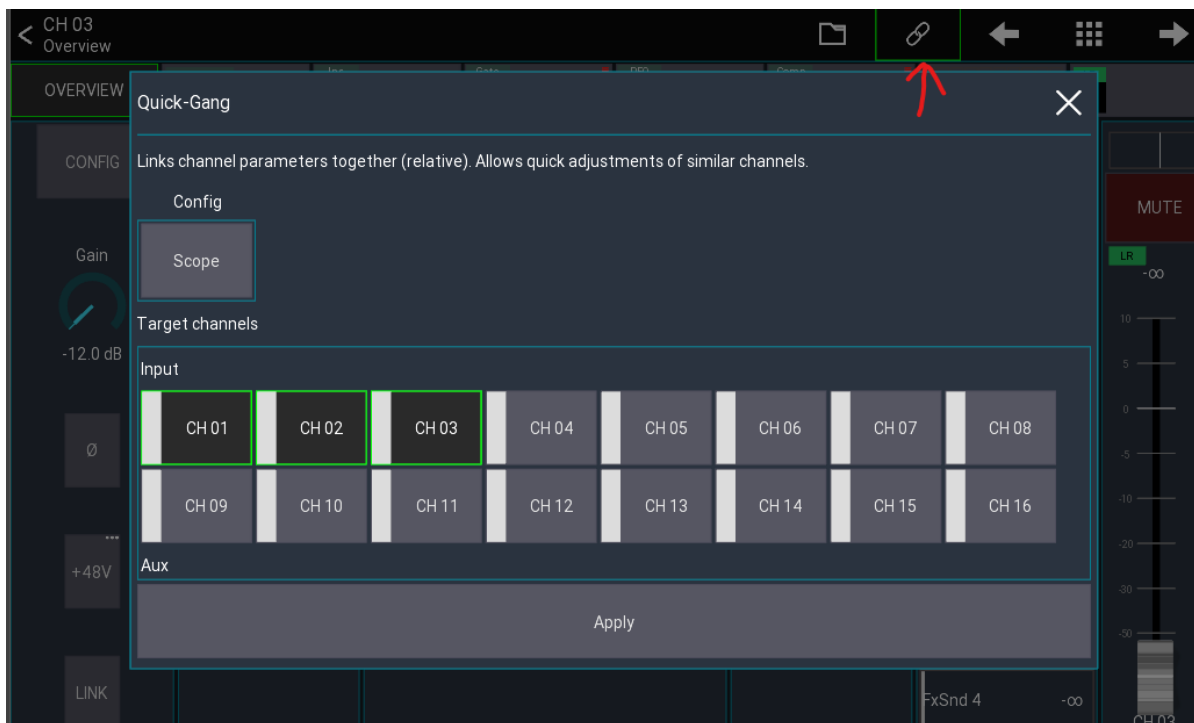 CH 03
Overview
OVERVIEW
Quick-Gang
CONFIG
Links channel parameters together (relative). Allows quick adjustments of similar channels.
Config
MUTE
Gain
Scope
LR
-∞
Target channels
10
-12.0 dB
Input
5
0
CH 01 CH 02 CH 03 CH 04 CH 05 CH 06 CH 07 CH 08
Ø
-5
-10
CH 09 CH 10 CH 11 CH 12 CH 13 CH 14 CH 15 CH 16
-20
+48V
Aux
-30
Apply
-50
LINK
FxSnd 4 -∞
CH 03